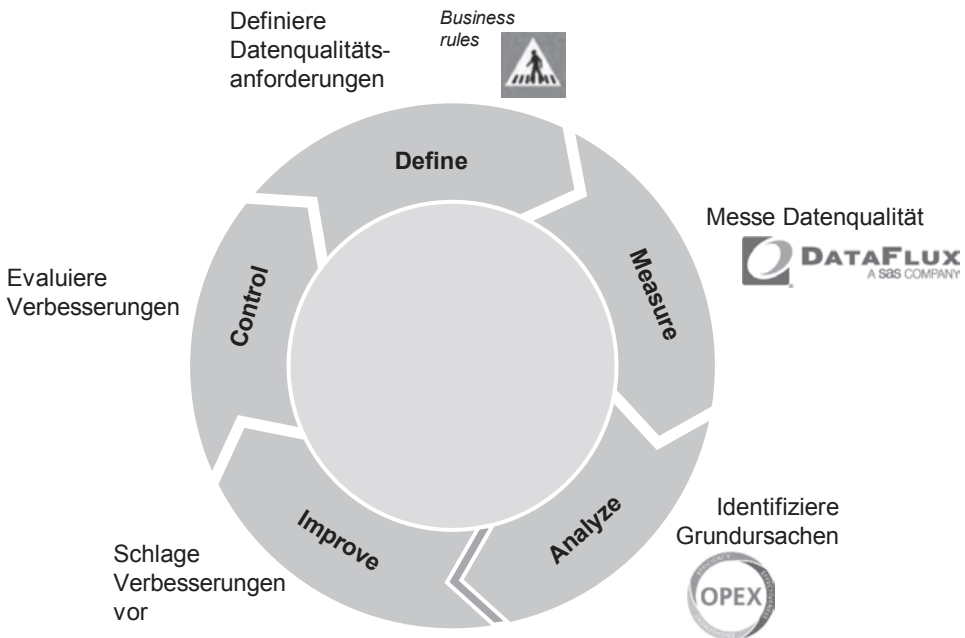 Definiere
Datenqualitäts-
anforderungen
Business
rules
Define
Messe Datenqualität
DATAFLUX
A sas COMPANY
Measure
Identifiziere
Grundursachen
OPEX
Analyze
Schlage
Verbesserungen
vor
Improve
Evaluiere
Verbesserungen
Control